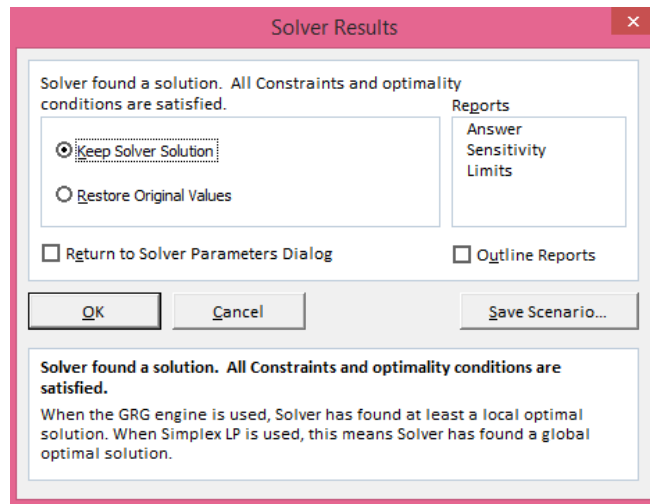 Solver Results
Solver found a solution. All Constraints and optimality
conditions are satisfied.
Keep Solver Solution
Restore Original Values
Reports
Answer
Sensitivity
Limits
Return to Solver Parameters Dialog
Outline Reports
OK
Cancel
Save Scenario...
Solver found a solution. All Constraints and optimality conditions are
satisfied.
When the GRG engine is used, Solver has found at least a local optimal
solution. When Simplex LP is used, this means Solver has found a global
optimal solution.